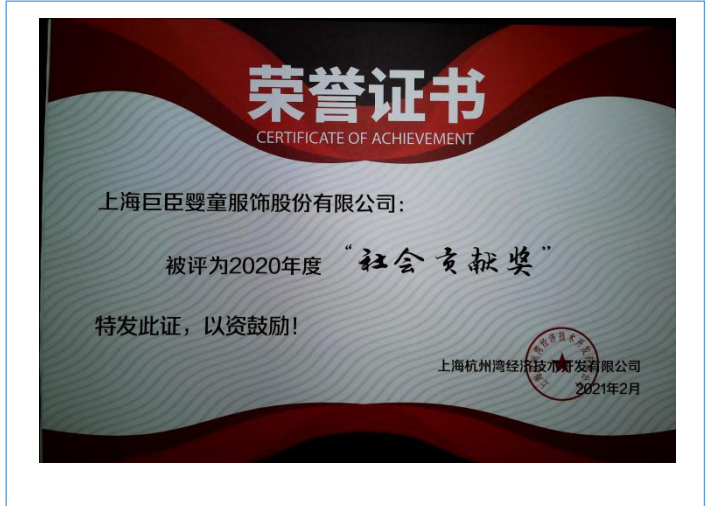 荣誉证书
CERTIFICATE OF ACHIEVEMENT
上海巨臣婴童服饰股份有限公司：
被评为2020年度“社会贡献奖”
特发此证，以资鼓励！
上海杭州湾经济技术开发有限公司
2021年2月